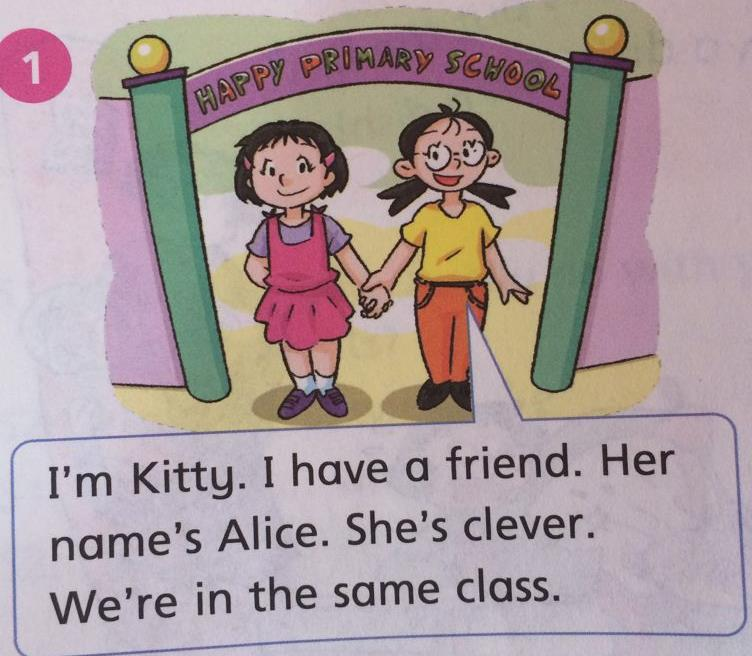 1
HAPPY PRIMARY SCHOOL
I'm Kitty. I have a friend. Her
name's Alice. She's clever.
We're in the same class.